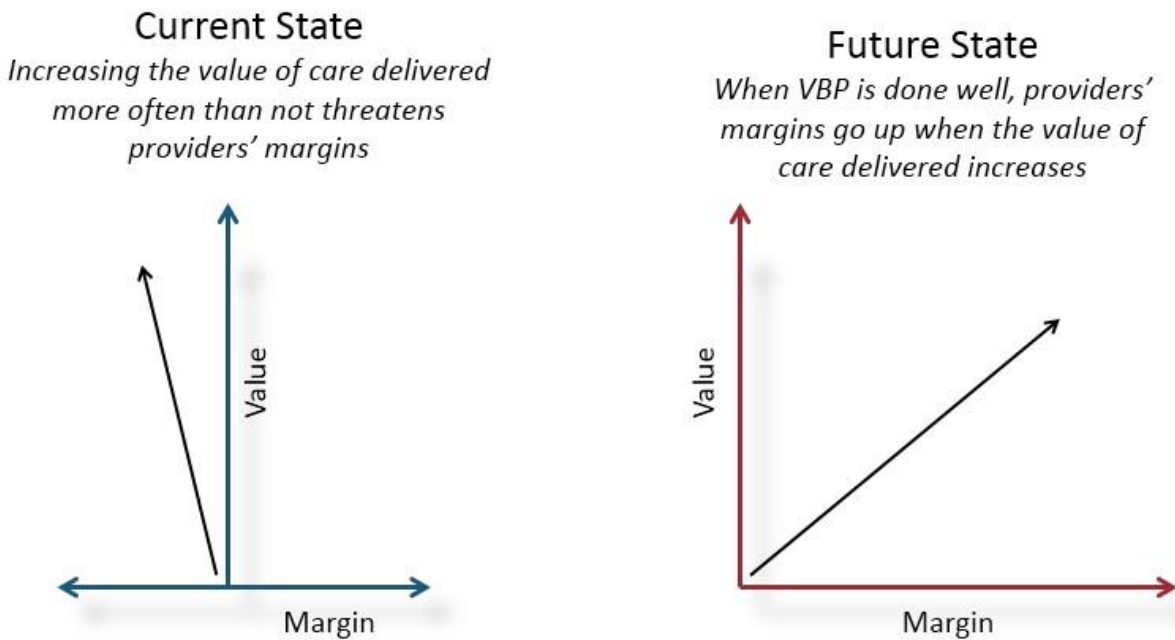 Current State
Increasing the value of care delivered
more often than not threatens
providers’ margins
Value
Margin
Future State
When VBP is done well, providers’
margins go up when the value of
care delivered increases
Value
Margin